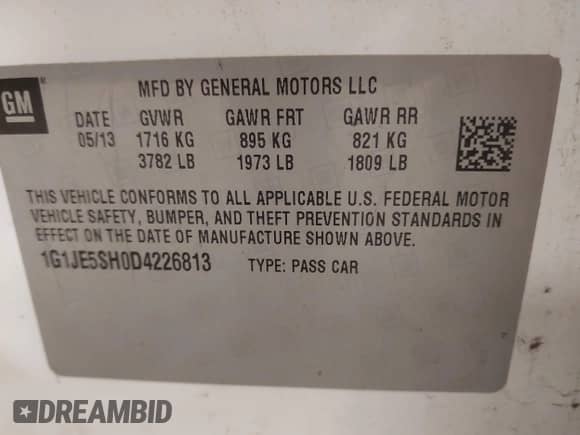 GM
MFD BY GENERAL MOTORS LLC
DATE GVWR GAWR FRT GAWR RR
05/13 1716 KG 895 KG 821 KG
3782 LB 1973 LB 1809 LB
THIS VEHICLE CONFORMS TO ALL APPLICABLE U.S. FEDERAL MOTOR
VEHICLE SAFETY, BUMPER, AND THEFT PREVENTION STANDARDS IN
EFFECT ON THE DATE OF MANUFACTURE SHOWN ABOVE.
1G1JE5SH0D4226813 TYPE: PASS CAR
DREAMBID